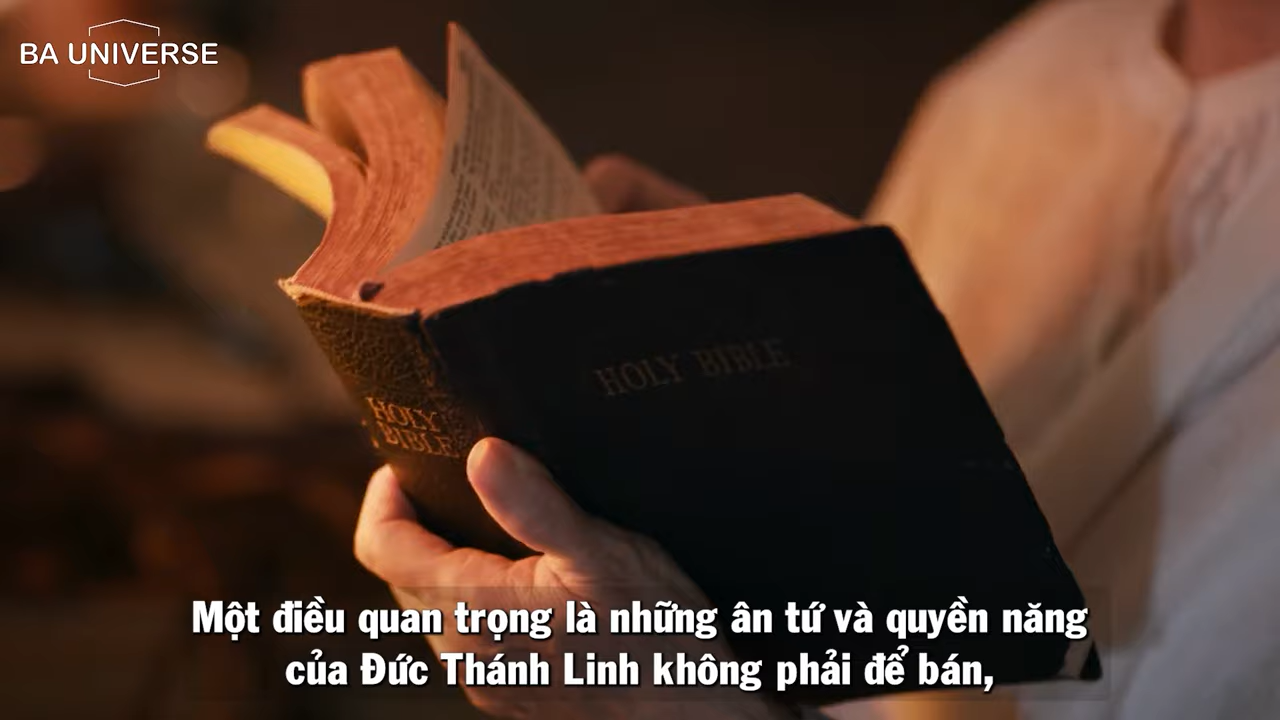 BA UNIVERSE
HOLY BIBLE
HOLY
BIBLE
Một điều quan trọng là những ân tứ và quyền năng
của Đức Thánh Linh không phải để bán,